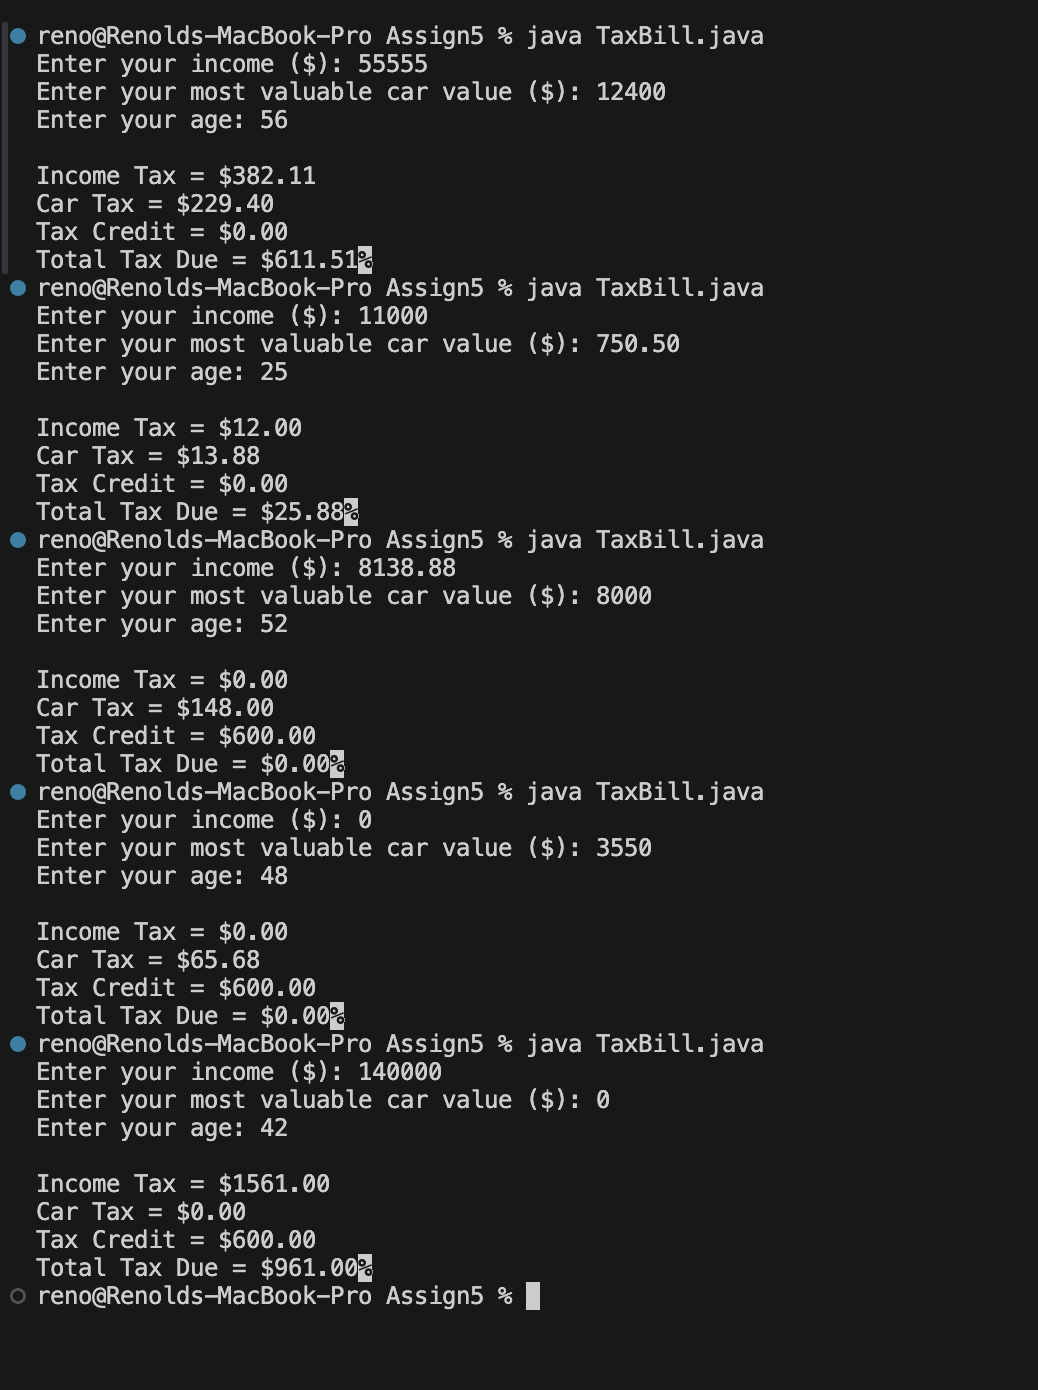 reno@Renolds-MacBook-Pro Assign5 % java TaxBill.java
Enter your income ($): 55555
Enter your most valuable car value ($): 12400
Enter your age: 56
Income Tax = $382.11
Car Tax = $229.40
Tax Credit = $0.00
Total Tax Due = $611.51%
reno@Renolds-MacBook-Pro Assign5 % java TaxBill.java
Enter your income ($): 11000
Enter your most valuable car value ($): 750.50
Enter your age: 25
Income Tax = $12.00
Car Tax = $13.88
Tax Credit = $0.00
Total Tax Due = $25.88%
reno@Renolds-MacBook-Pro Assign5 % java TaxBill.java
Enter your income ($): 8138.88
Enter your most valuable car value ($): 8000
Enter your age: 52
Income Tax = $0.00
Car Tax = $148.00
Tax Credit = $600.00
Total Tax Due = $0.00%
reno@Renolds-MacBook-Pro Assign5 % java TaxBill.java
Enter your income ($): 0
Enter your most valuable car value ($): 3550
Enter your age: 48
Income Tax = $0.00
Car Tax = $65.68
Tax Credit = $600.00
Total Tax Due = $0.00%
reno@Renolds-MacBook-Pro Assign5 % java TaxBill.java
Enter your income ($): 140000
Enter your most valuable car value ($): 0
Enter your age: 42
Income Tax = $1561.00
Car Tax = $0.00
Tax Credit = $600.00
Total Tax Due = $961.00%
reno@Renolds-MacBook-Pro Assign5 %